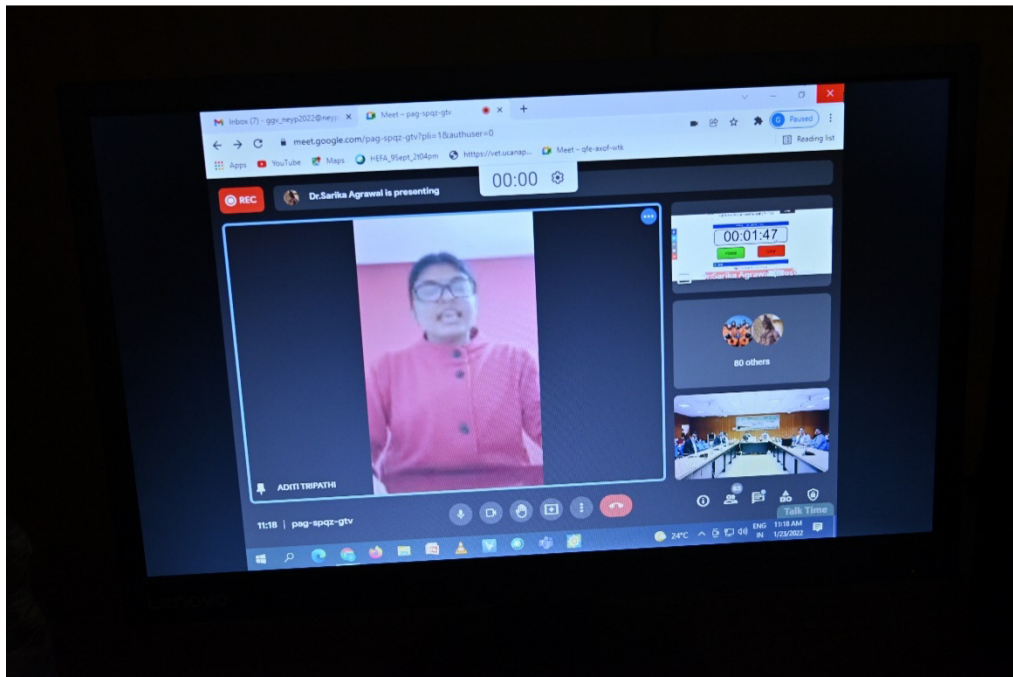 Inbox (7) - ggv_neyp2022@neyp
Meet – pag-spqz-gtv
meet.google.com/pag-spqz-gtv?pli=1&authuser=0
Paused
Apps
YouTube
Maps
HEFA_9Sept_2t04pm
https://vet.ucanap...
Meet – qfe-axof-wtk
Reading list
REC
Dr.Sarika Agrawal is presenting
00:00
00:01:47
80 others
ADITI TRIPATHI
11:18 | pag-spqz-gtv
Talk Time
24°C
ENG
IN
11:18 AM
1/23/2022